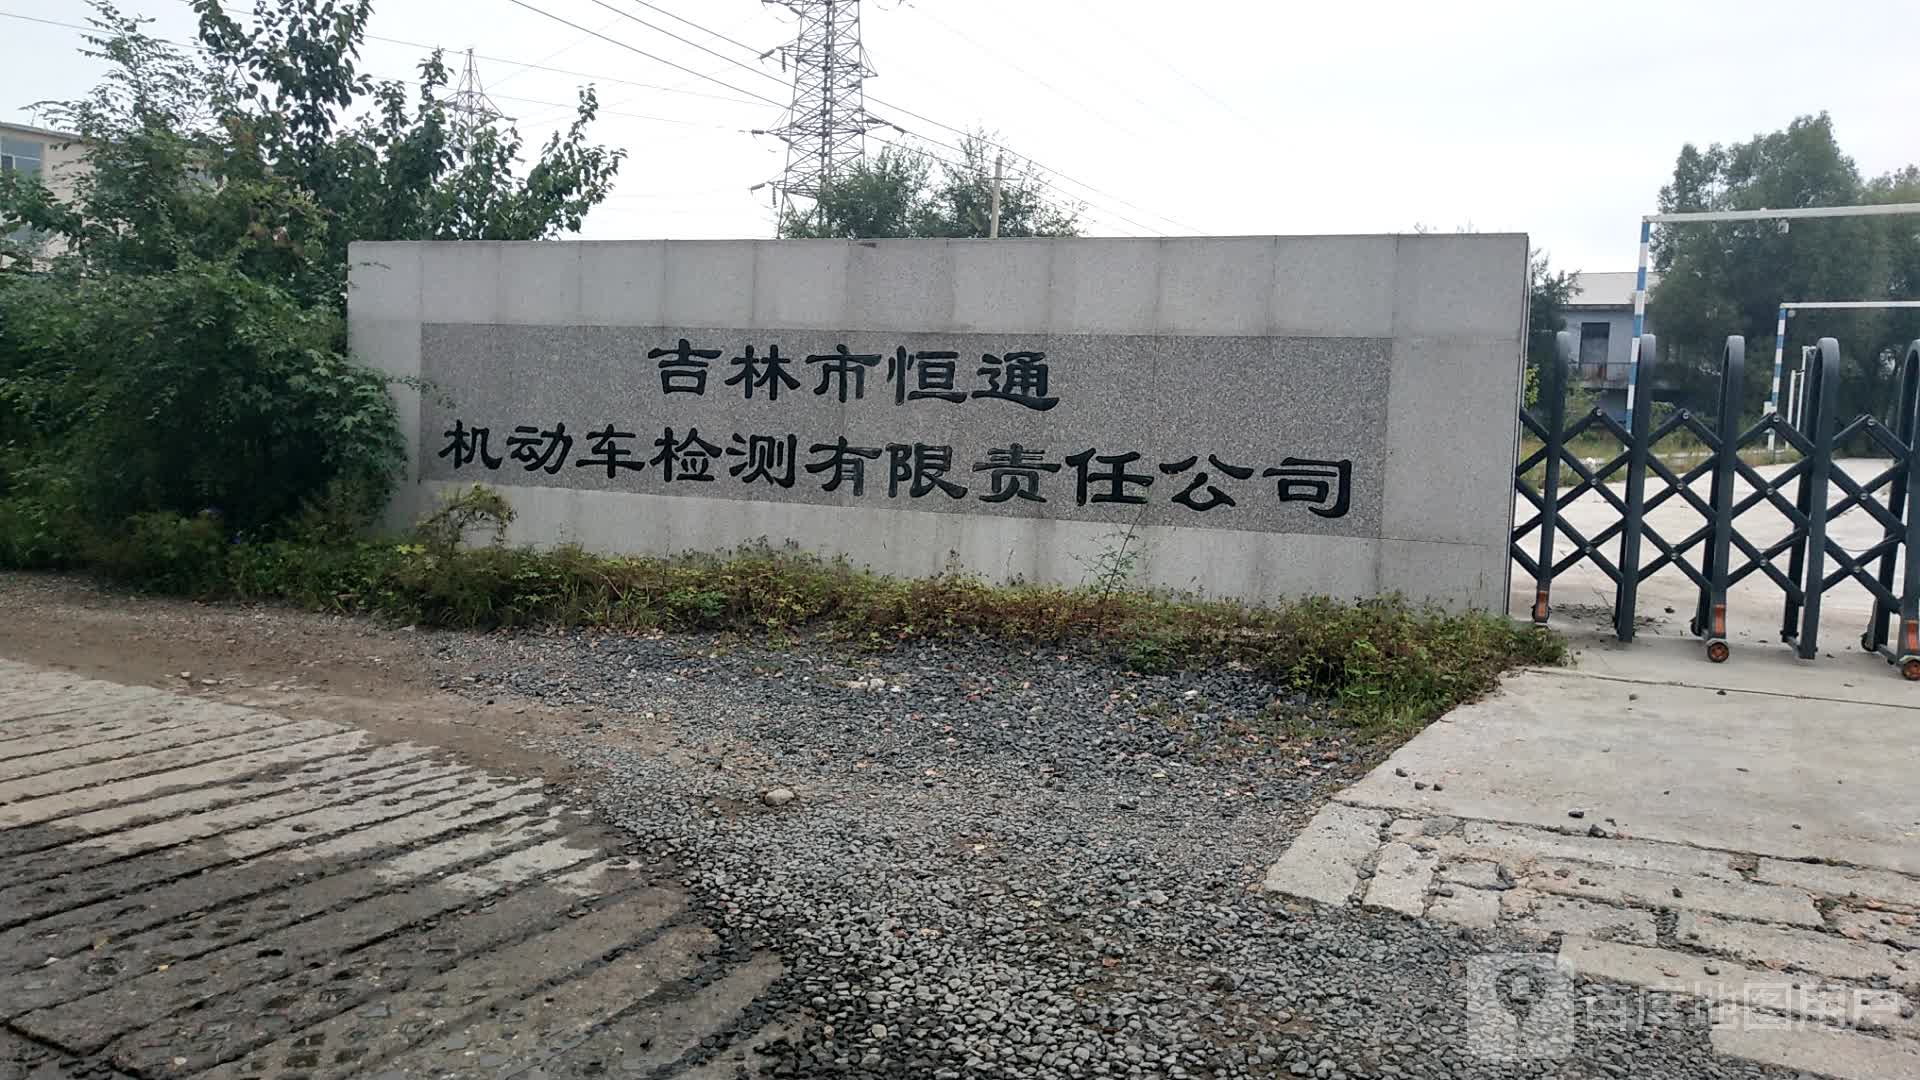 吉林市恒通
机动车检测有限责任公司
百度地图用户